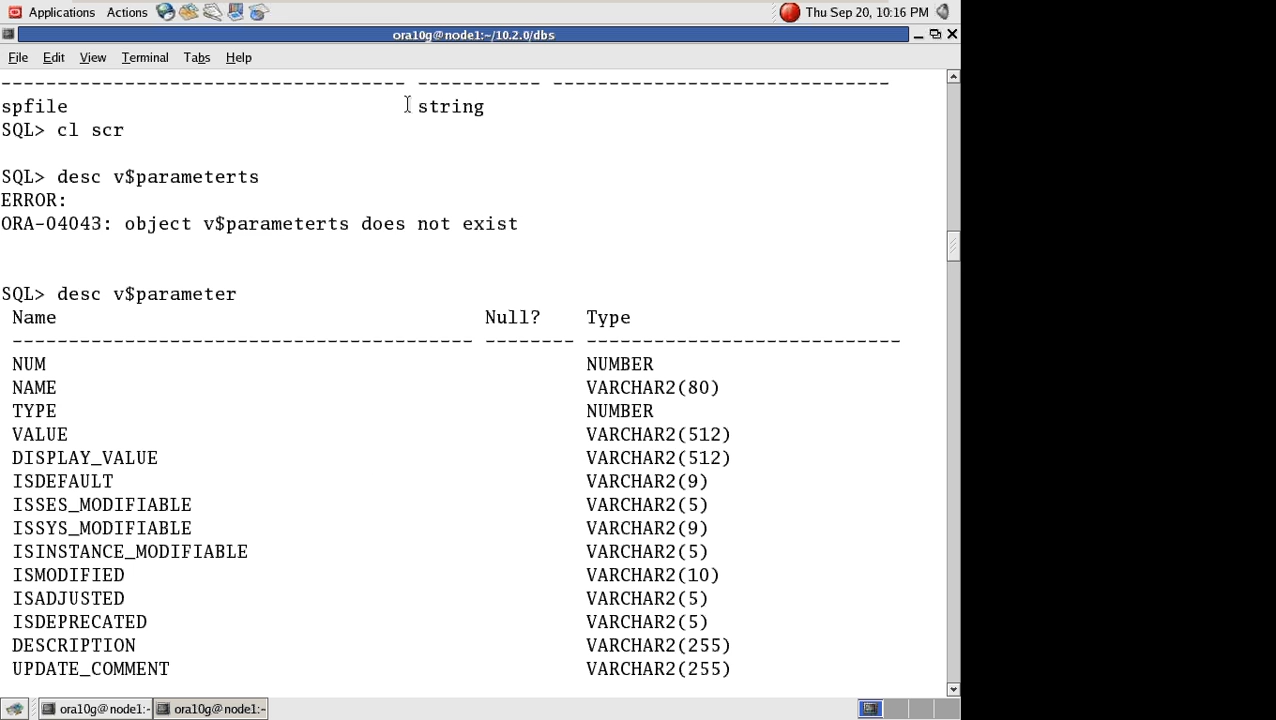 Applications Actions Thu Sep 20, 10:16 PM
ora10g@node1:~/10.2.0/dbs
File Edit View Terminal Tabs Help
------------------------------------ ----------- ------------------------------
spfile string
SQL> cl scr
SQL> desc v$parameterts
ERROR:
ORA-04043: object v$parameterts does not exist
SQL> desc v$parameter
Name Null? Type
----------------------------------------- -------- ----------------------------
NUM NUMBER
NAME VARCHAR2(80)
TYPE NUMBER
VALUE VARCHAR2(512)
DISPLAY_VALUE VARCHAR2(512)
ISDEFAULT VARCHAR2(9)
ISSES_MODIFIABLE VARCHAR2(5)
ISSYS_MODIFIABLE VARCHAR2(9)
ISINSTANCE_MODIFIABLE VARCHAR2(5)
ISMODIFIED VARCHAR2(10)
ISADJUSTED VARCHAR2(5)
ISDEPRECATED VARCHAR2(5)
DESCRIPTION VARCHAR2(255)
UPDATE_COMMENT VARCHAR2(255)
ora10g@node1:- ora10g@node1:-